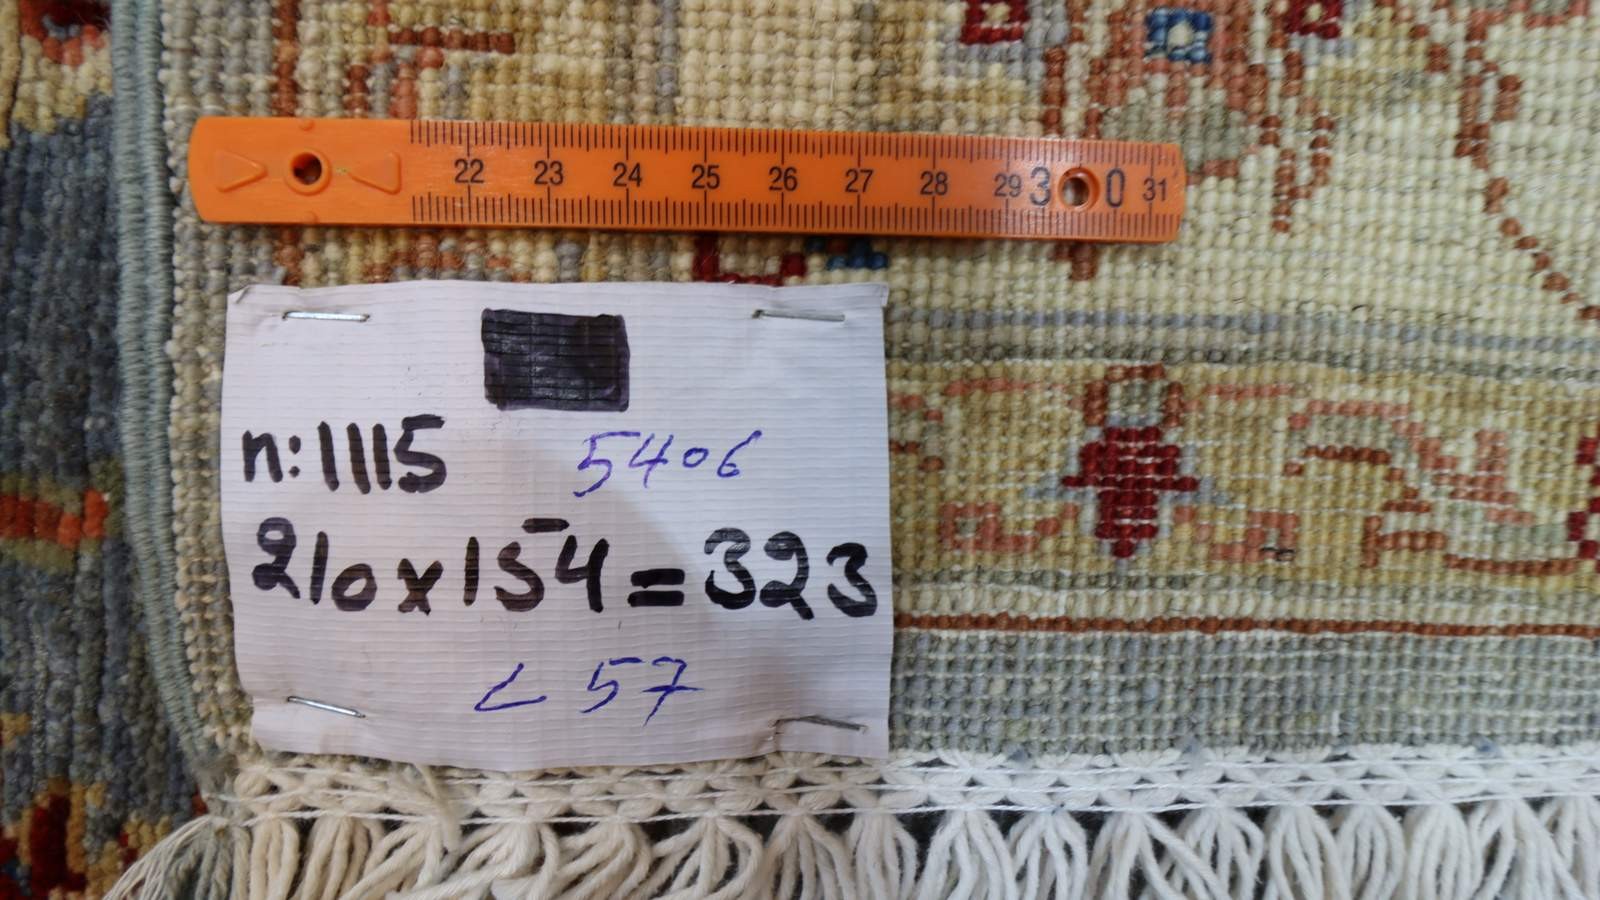 22 23 24 25 26 27 28 29 30 31
n:1115 5406
210x154=323
< 57